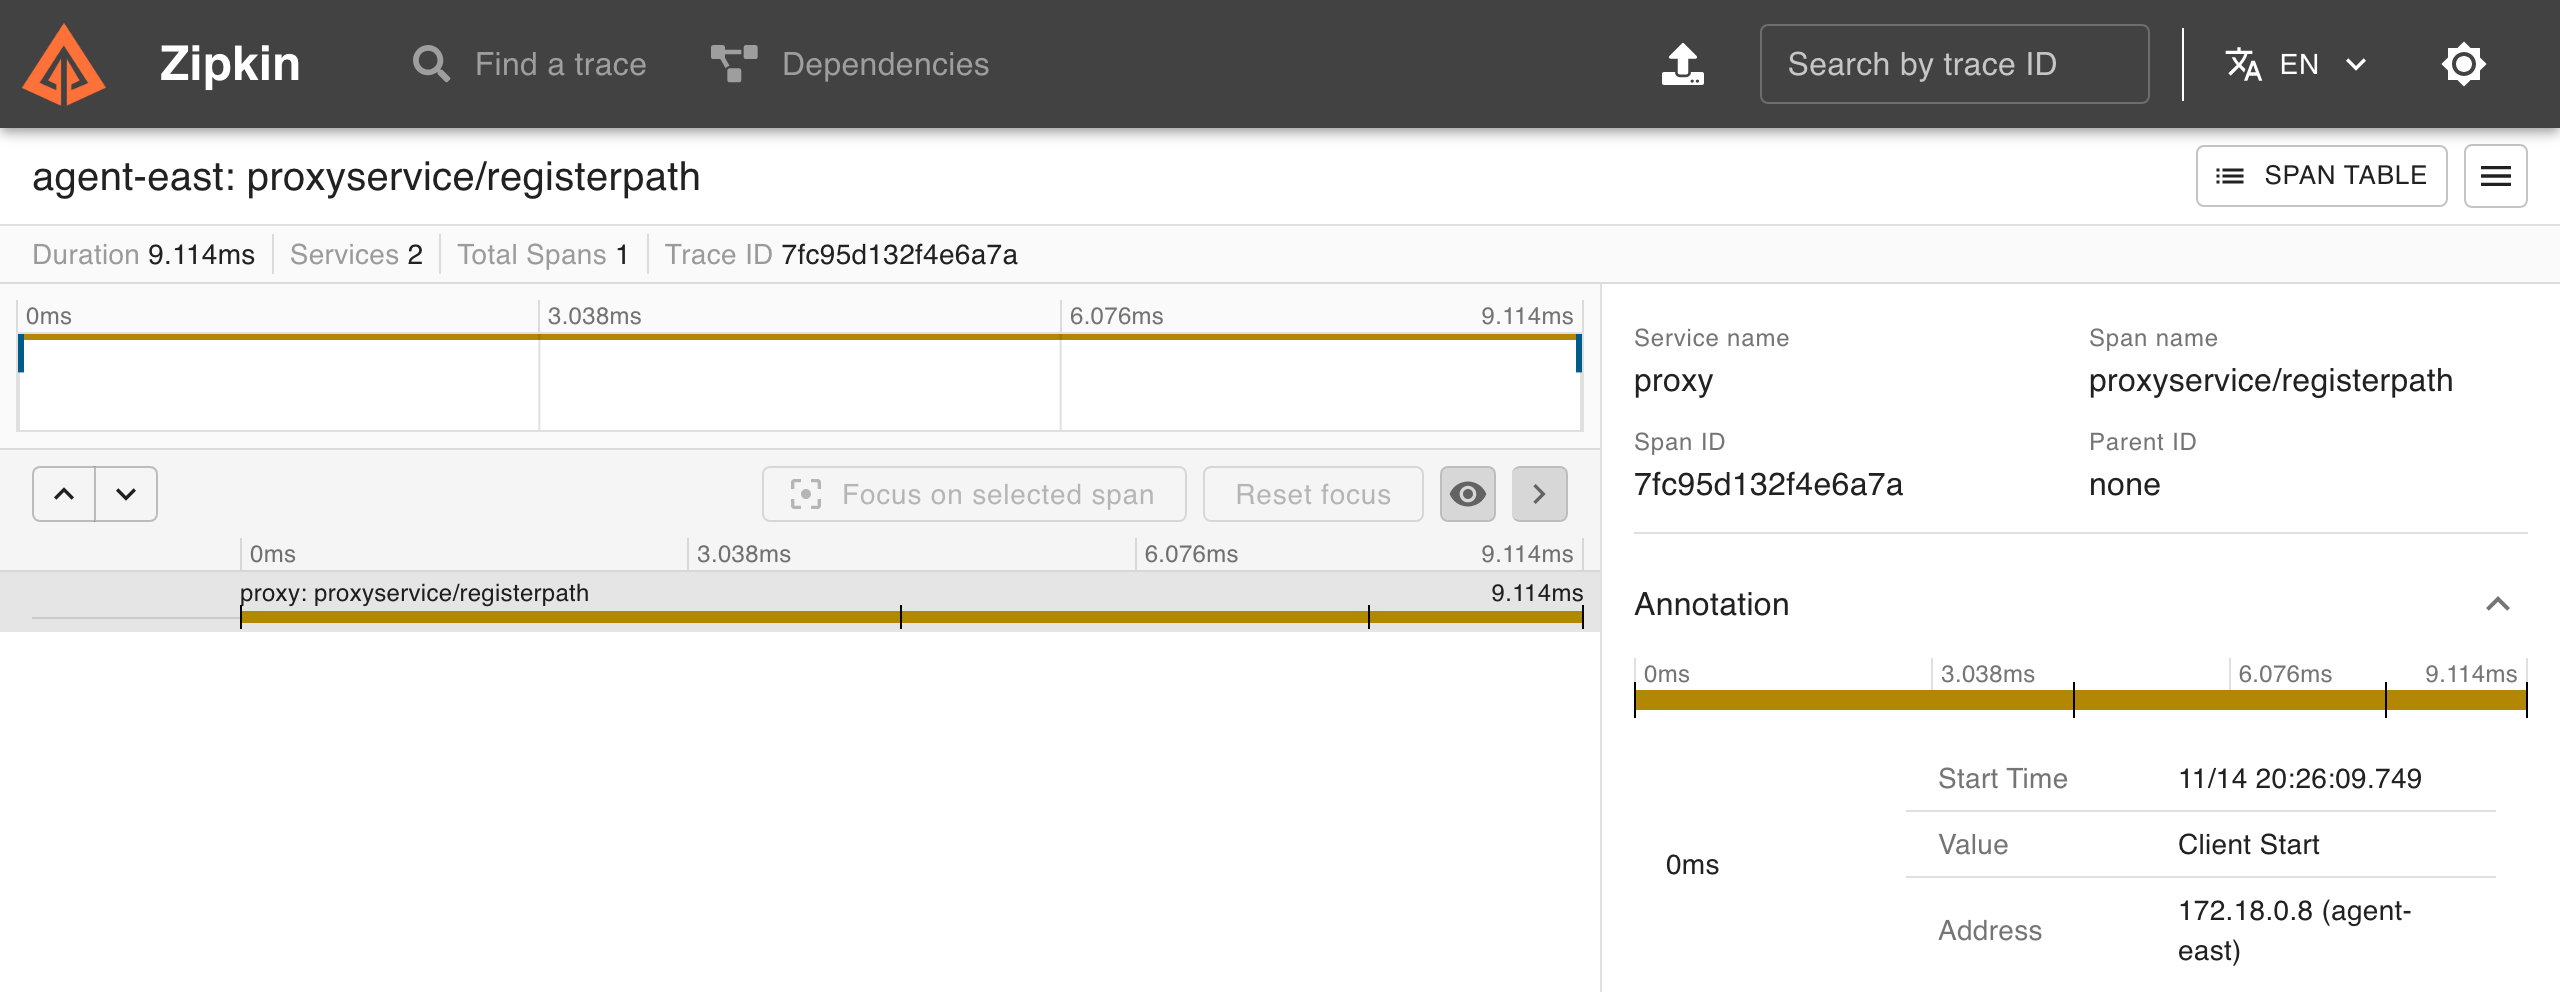 Zipkin
Find a trace
Dependencies
Search by trace ID
EN
agent-east: proxyservice/registerpath
SPAN TABLE
Duration 9.114ms
Services 2
Total Spans 1
Trace ID 7fc95d132f4e6a7a
0ms 3.038ms 6.076ms 9.114ms
Focus on selected span
Reset focus
0ms 3.038ms 6.076ms 9.114ms
proxy: proxyservice/registerpath 9.114ms
Service name
proxy
Span name
proxyservice/registerpath
Span ID
7fc95d132f4e6a7a
Parent ID
none
Annotation
0ms 3.038ms 6.076ms 9.114ms
0ms
Start Time 11/14 20:26:09.749
Value Client Start
Address 172.18.0.8 (agent-
east)